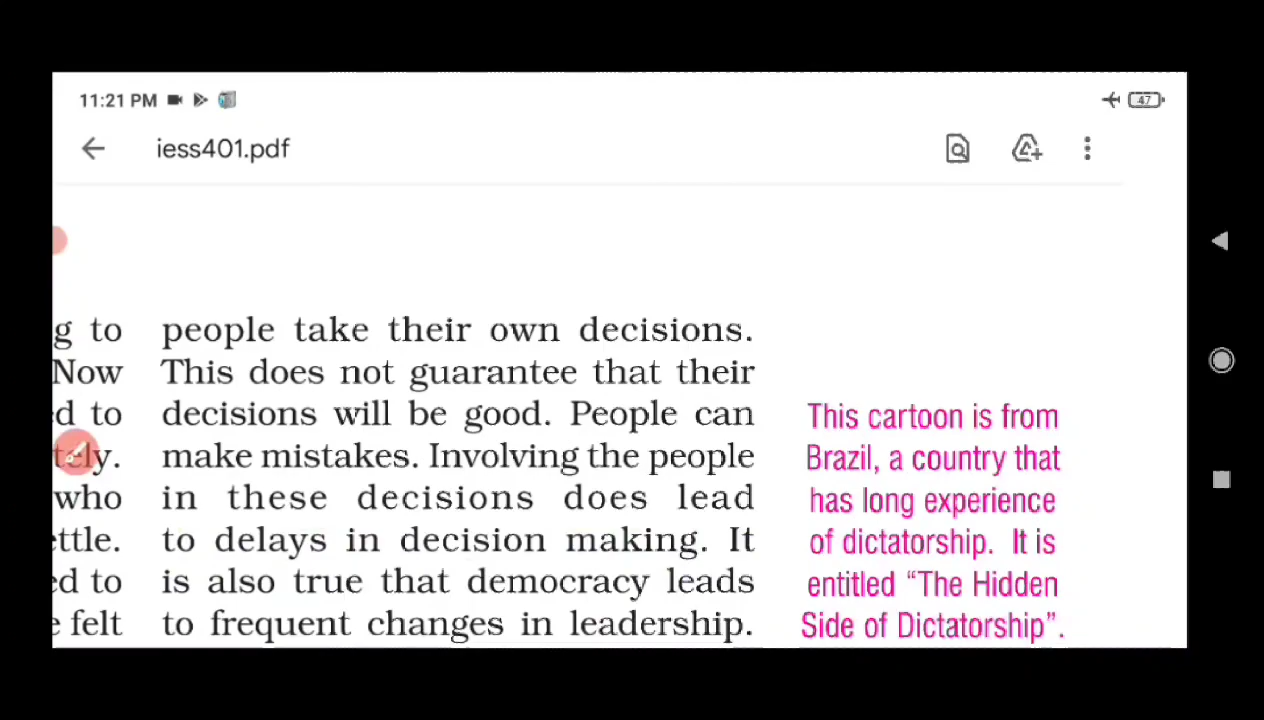 11:21 PM
47
iess401.pdf
g to
Now
d to
tely.
who
ettle.
ed to
e felt
people take their own decisions.
This does not guarantee that their
decisions will be good. People can
make mistakes. Involving the people
in these decisions does lead
to delays in decision making. It
is also true that democracy leads
to frequent changes in leadership.
This cartoon is from
Brazil, a country that
has long experience
of dictatorship. It is
entitled “The Hidden
Side of Dictatorship”.